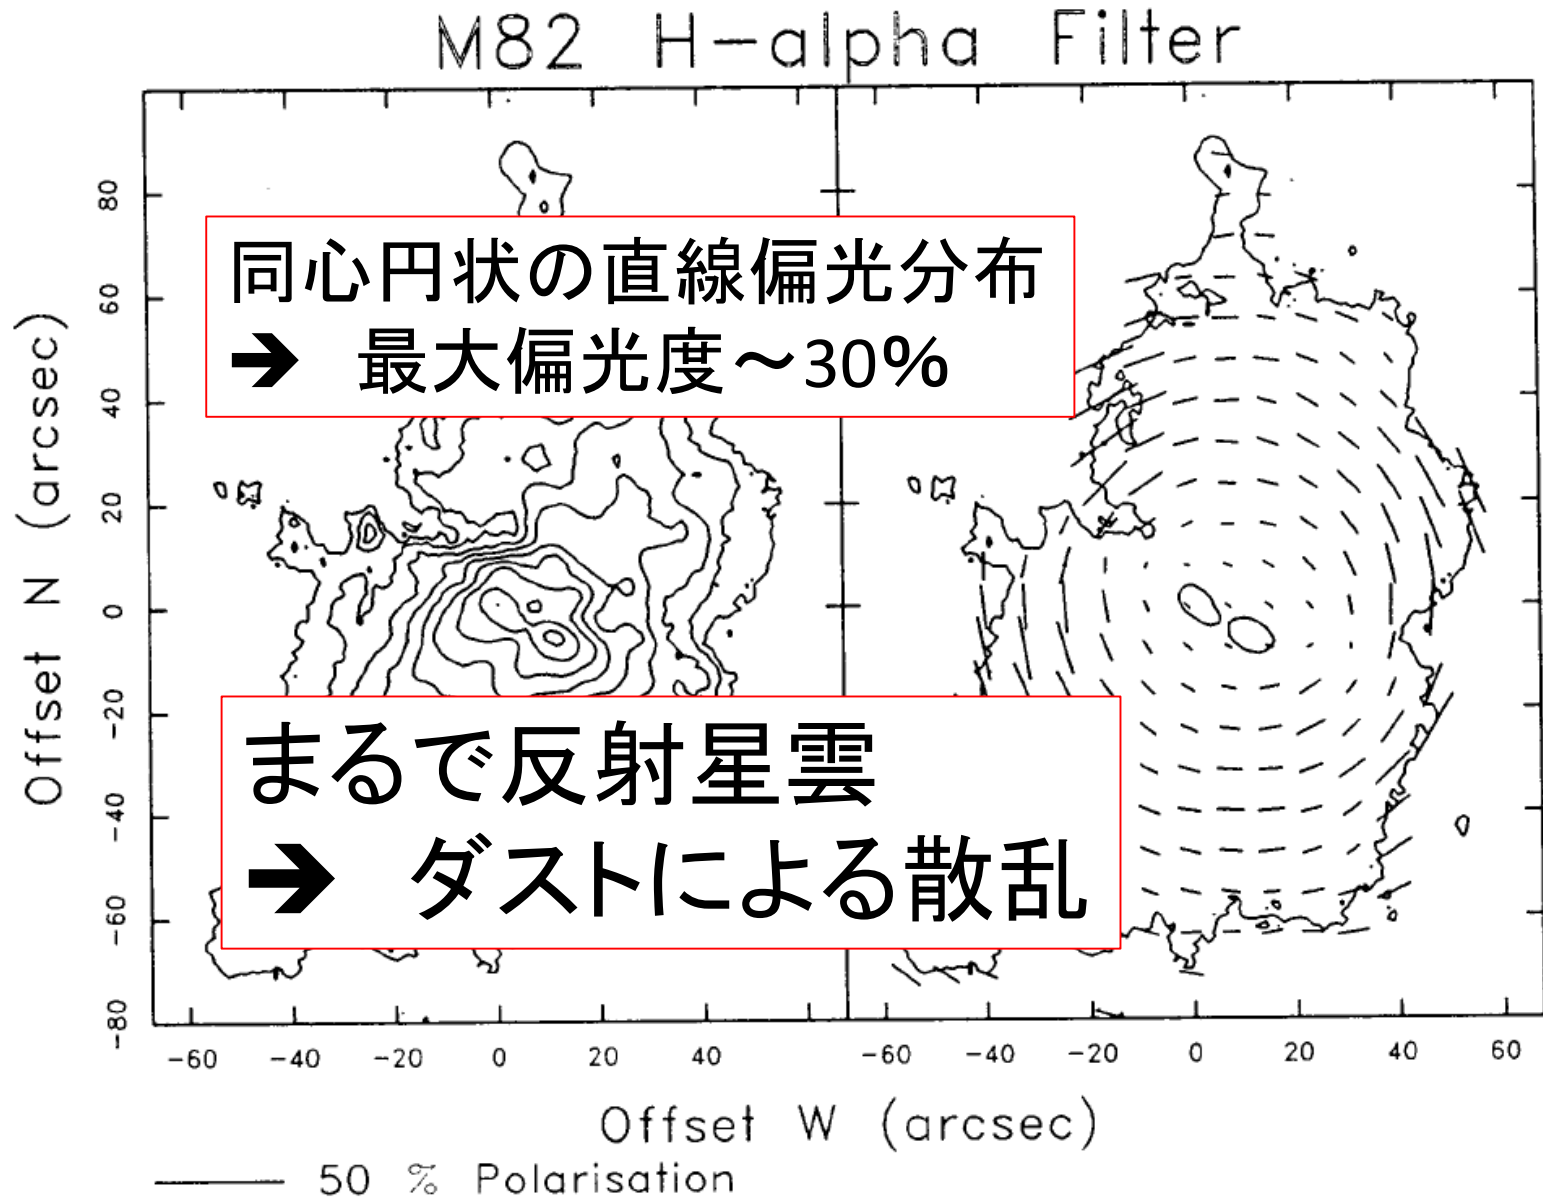 M82 H-alpha Filter
同心円状の直線偏光分布
➔ 最大偏光度～30%
まるで反射星雲
➔ ダストによる散乱
Offset N (arcsec)
80
60
40
20
0
-20
-40
-60
-80
-60 -40 -20 0 20 40 -60 -40 -20 0 20 40 60
Offset W (arcsec)
50 % Polarisation